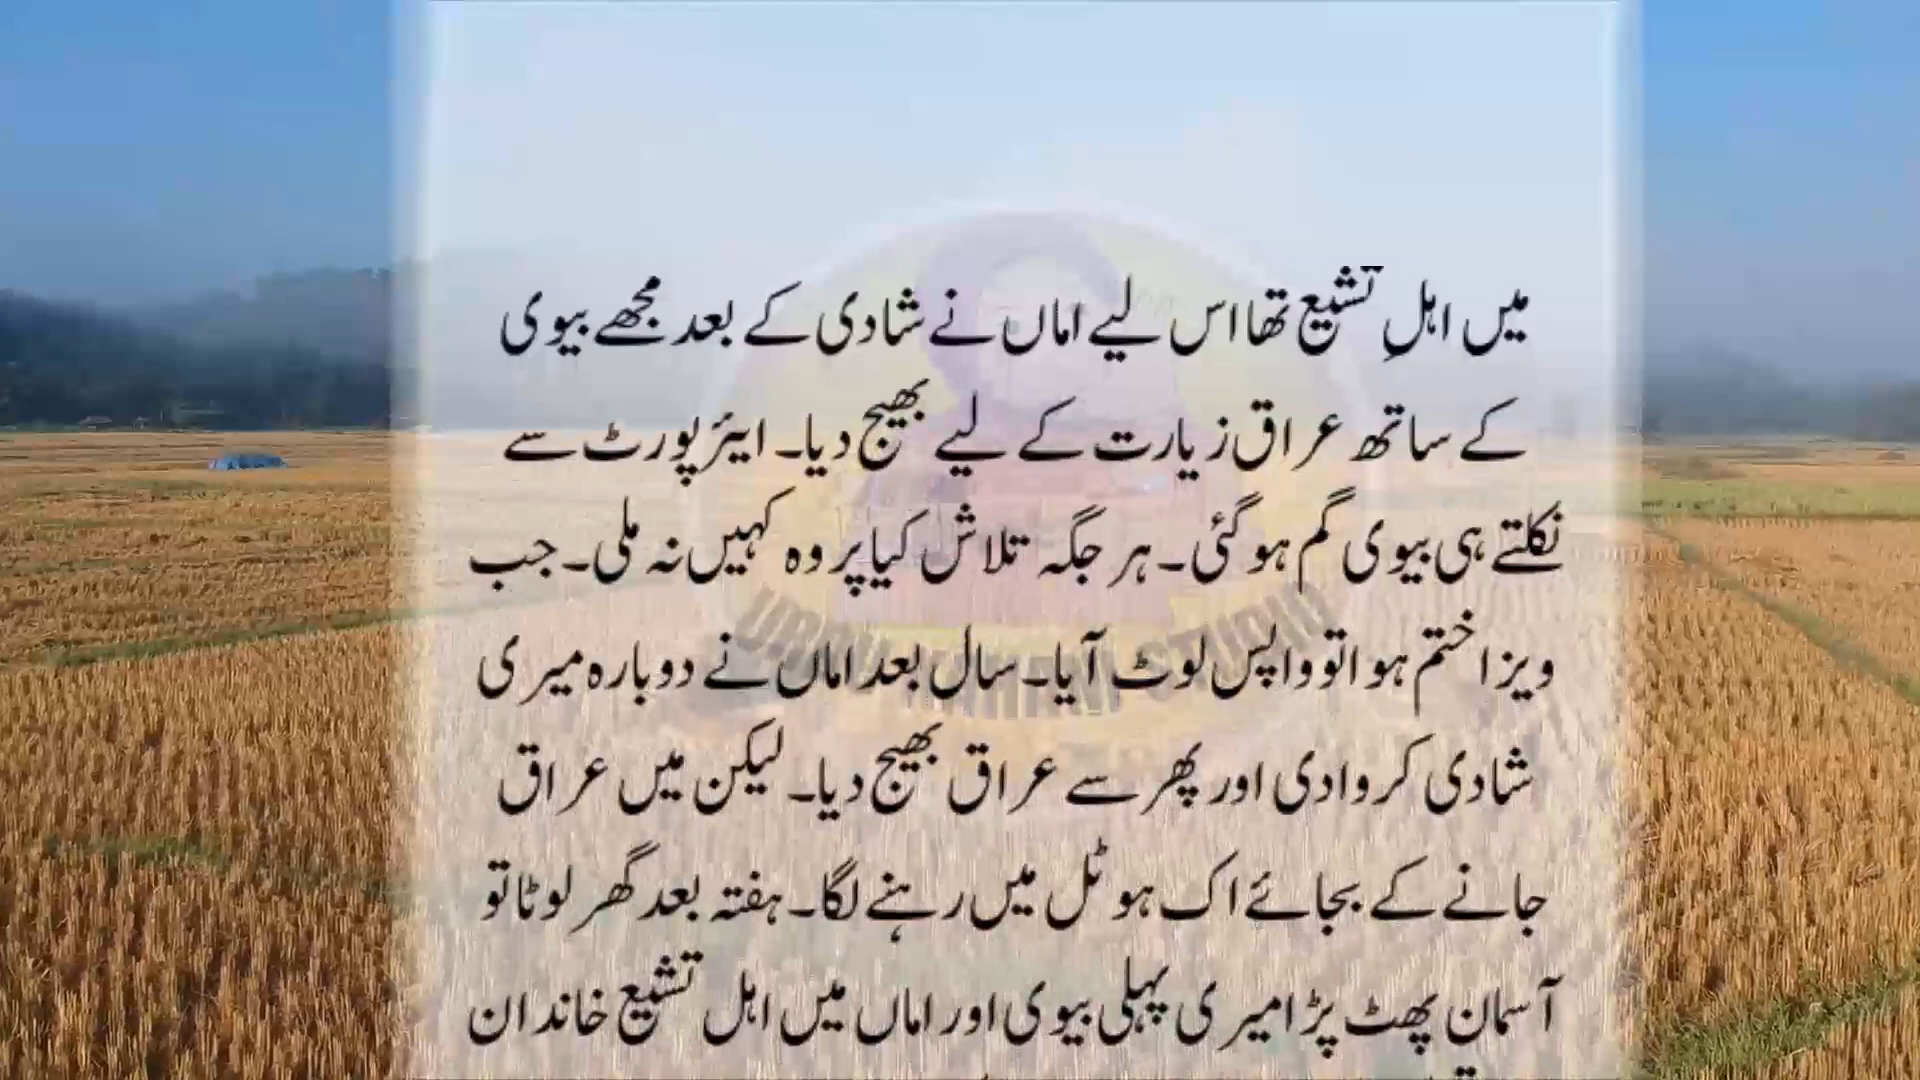 میں اہلِ تشیع تھا اس لیے اماں نے شادی کے بعد مجھے بیوی
کے ساتھ عراق زیارت کے لیے بھیج دیا۔ ایئرپورٹ سے
نکلتے ہی بیوی گم ہو گئی۔ ہر جگہ تلاش کیا پر وہ کہیں نہ ملی۔ جب
ویزا ختم ہوا تو واپس لوٹ آیا۔ سال بعد اماں نے دوبارہ میری
شادی کروا دی اور پھر سے عراق بھیج دیا۔ لیکن میں عراق
جانے کے بجائے اک ہوٹل میں رہنے لگا۔ ہفتہ بعد گھر لوٹا تو
آسمان پھٹ پڑا میری پہلی بیوی اور اماں میں اہل تشیع خاندان
URDU KAHANI STUDIO